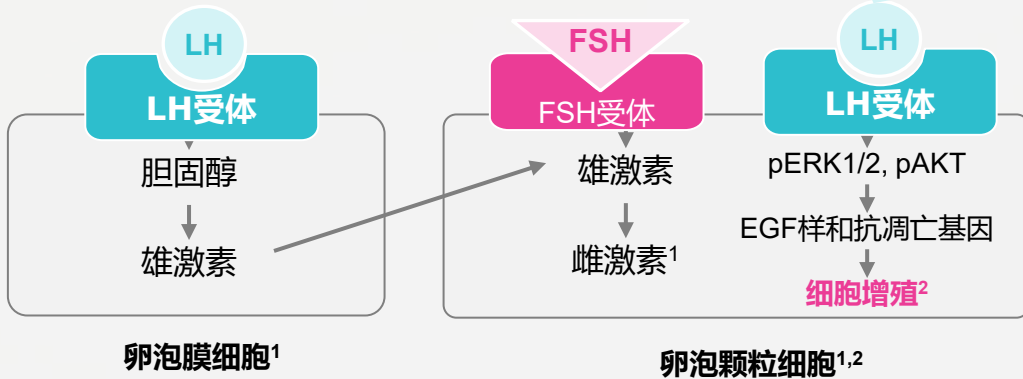 LH
LH受体
胆固醇
雄激素
卵泡膜细胞1
FSH
FSH受体
雄激素
雌激素1
LH
LH受体
pERK1/2, pAKT
EGF样和抗凋亡基因
细胞增殖2
卵泡颗粒细胞1,2